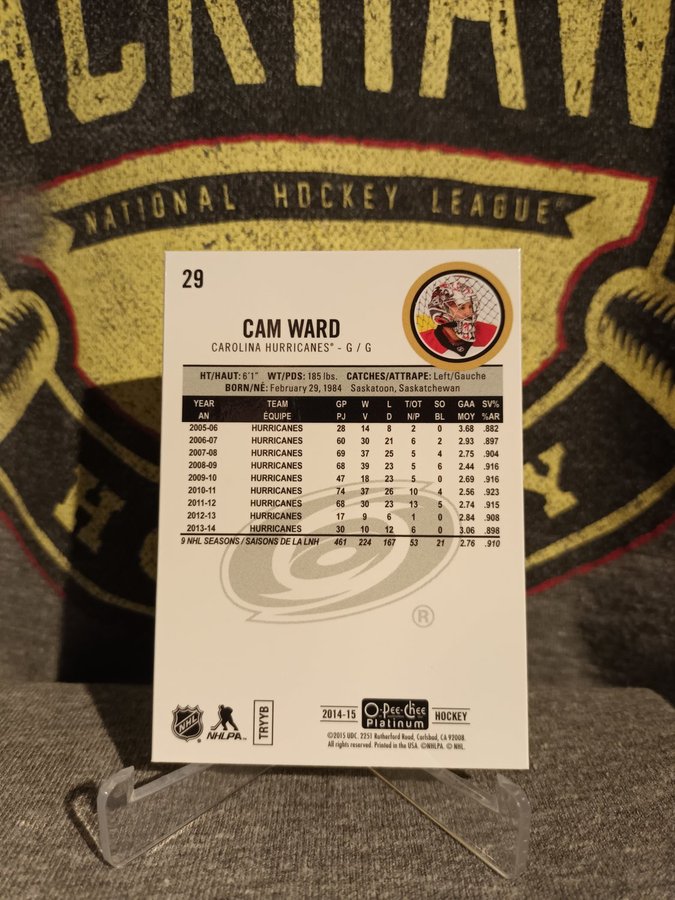 ACKHAW
NATIONAL HOCKEY LEAGUE
29
CAM WARD
CAROLINA HURRICANES® - G / G
HT/HAUT: 6'1" WT/PDS: 185 lbs. CATCHES/ATTRAPE: Left/Gauche
BORN/NÉ: February 29, 1984 Saskatoon, Saskatchewan
YEAR TEAM GP W L T/OT SO GAA SV%
AN ÉQUIPE PJ V D N/P BL MOY %AR
2005-06 HURRICANES 28 14 8 2 0 3.68 .882
2006-07 HURRICANES 60 30 21 6 2 2.93 .897
2007-08 HURRICANES 69 37 25 5 4 2.75 .904
2008-09 HURRICANES 68 39 23 5 6 2.44 .916
2009-10 HURRICANES 47 18 23 5 0 2.69 .916
2010-11 HURRICANES 74 37 26 10 4 2.56 .923
2011-12 HURRICANES 68 30 23 13 5 2.74 .915
2012-13 HURRICANES 17 9 6 1 0 2.84 .908
2013-14 HURRICANES 30 10 12 6 0 3.06 .898
9 NHL SEASONS / SAISONS DE LA LNH 461 224 167 53 21 2.76 .910
®
NHL NHLPA™ TRYYB 2014-15 O-Pee-Chee Platinum HOCKEY
©2015 UDC. 2251 Rutherford Road, Carlsbad, CA 92008.
All rights reserved. Printed in the USA. ©NHLPA. © NHL.